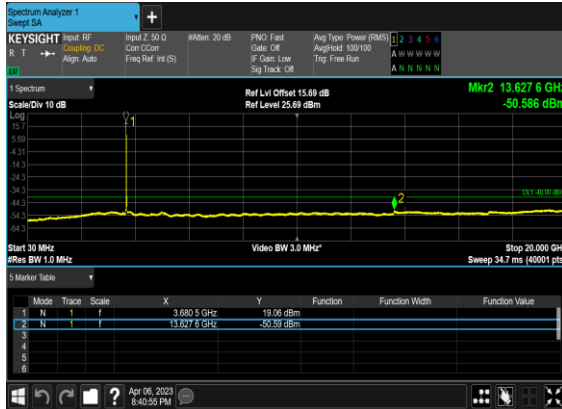 Spectrum Analyzer 1
Swept SA
+
KEYSIGHT Input: RF Input Z: 50 Ω #Atten: 20 dB PNO: Fast Avg Type: Power (RMS) 1 2 3 4 5 6
R T Coupling: DC Corr CCorr Gate: Off Avg|Hold: 100/100 A W W W W W
Align: Auto Freq Ref: Int (S) IF Gain: Low Trig: Free Run
LU Sig Track: Off A N N N N N
1 Spectrum Ref Lvl Offset 15.69 dB Mkr2 13.627 6 GHz
Scale/Div 10 dB Ref Level 25.69 dBm -50.586 dBm
Log
15.7
5.69
-4.31
-14.3
-24.3
-34.3
-44.3
-54.3
-64.3
1
2
DL1 -40.00 dBm
Start 30 MHz Video BW 3.0 MHz* Stop 20.000 GHz
#Res BW 1.0 MHz Sweep 34.7 ms (40001 pts)
5 Marker Table
Mode Trace Scale X Y Function Function Width Function Value
1 N 1 f 3.680 5 GHz 19.06 dBm
2 N 1 f 13.627 6 GHz -50.59 dBm
3
4
5
6
? Apr 06, 2023
8:40:55 PM